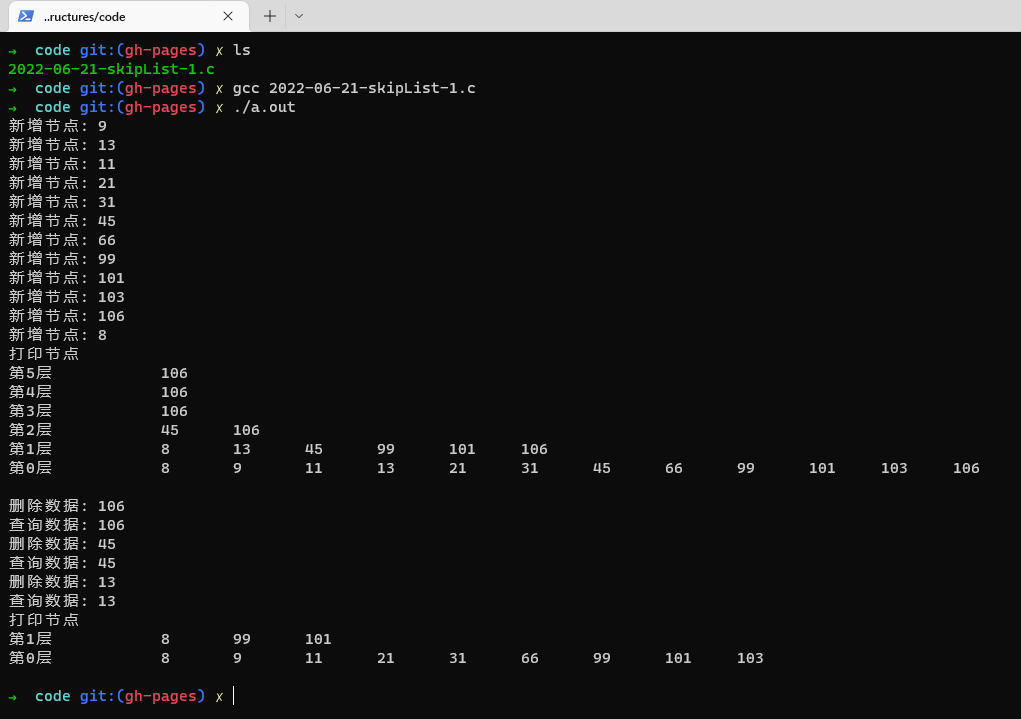 ..ructures/code
→ code git:(gh-pages) ✗ ls
2022-06-21-skipList-1.c
→ code git:(gh-pages) ✗ gcc 2022-06-21-skipList-1.c
→ code git:(gh-pages) ✗ ./a.out
新增节点: 9
新增节点: 13
新增节点: 11
新增节点: 21
新增节点: 31
新增节点: 45
新增节点: 66
新增节点: 99
新增节点: 101
新增节点: 103
新增节点: 106
新增节点: 8
打印节点
第5层 106
第4层 106
第3层 106
第2层 45 106
第1层 8 13 45 99 101 106
第0层 8 9 11 13 21 31 45 66 99 101 103 106
删除数据: 106
查询数据: 106
删除数据: 45
查询数据: 45
删除数据: 13
查询数据: 13
打印节点
第1层 8 99 101
第0层 8 9 11 21 31 66 99 101 103
→ code git:(gh-pages) ✗